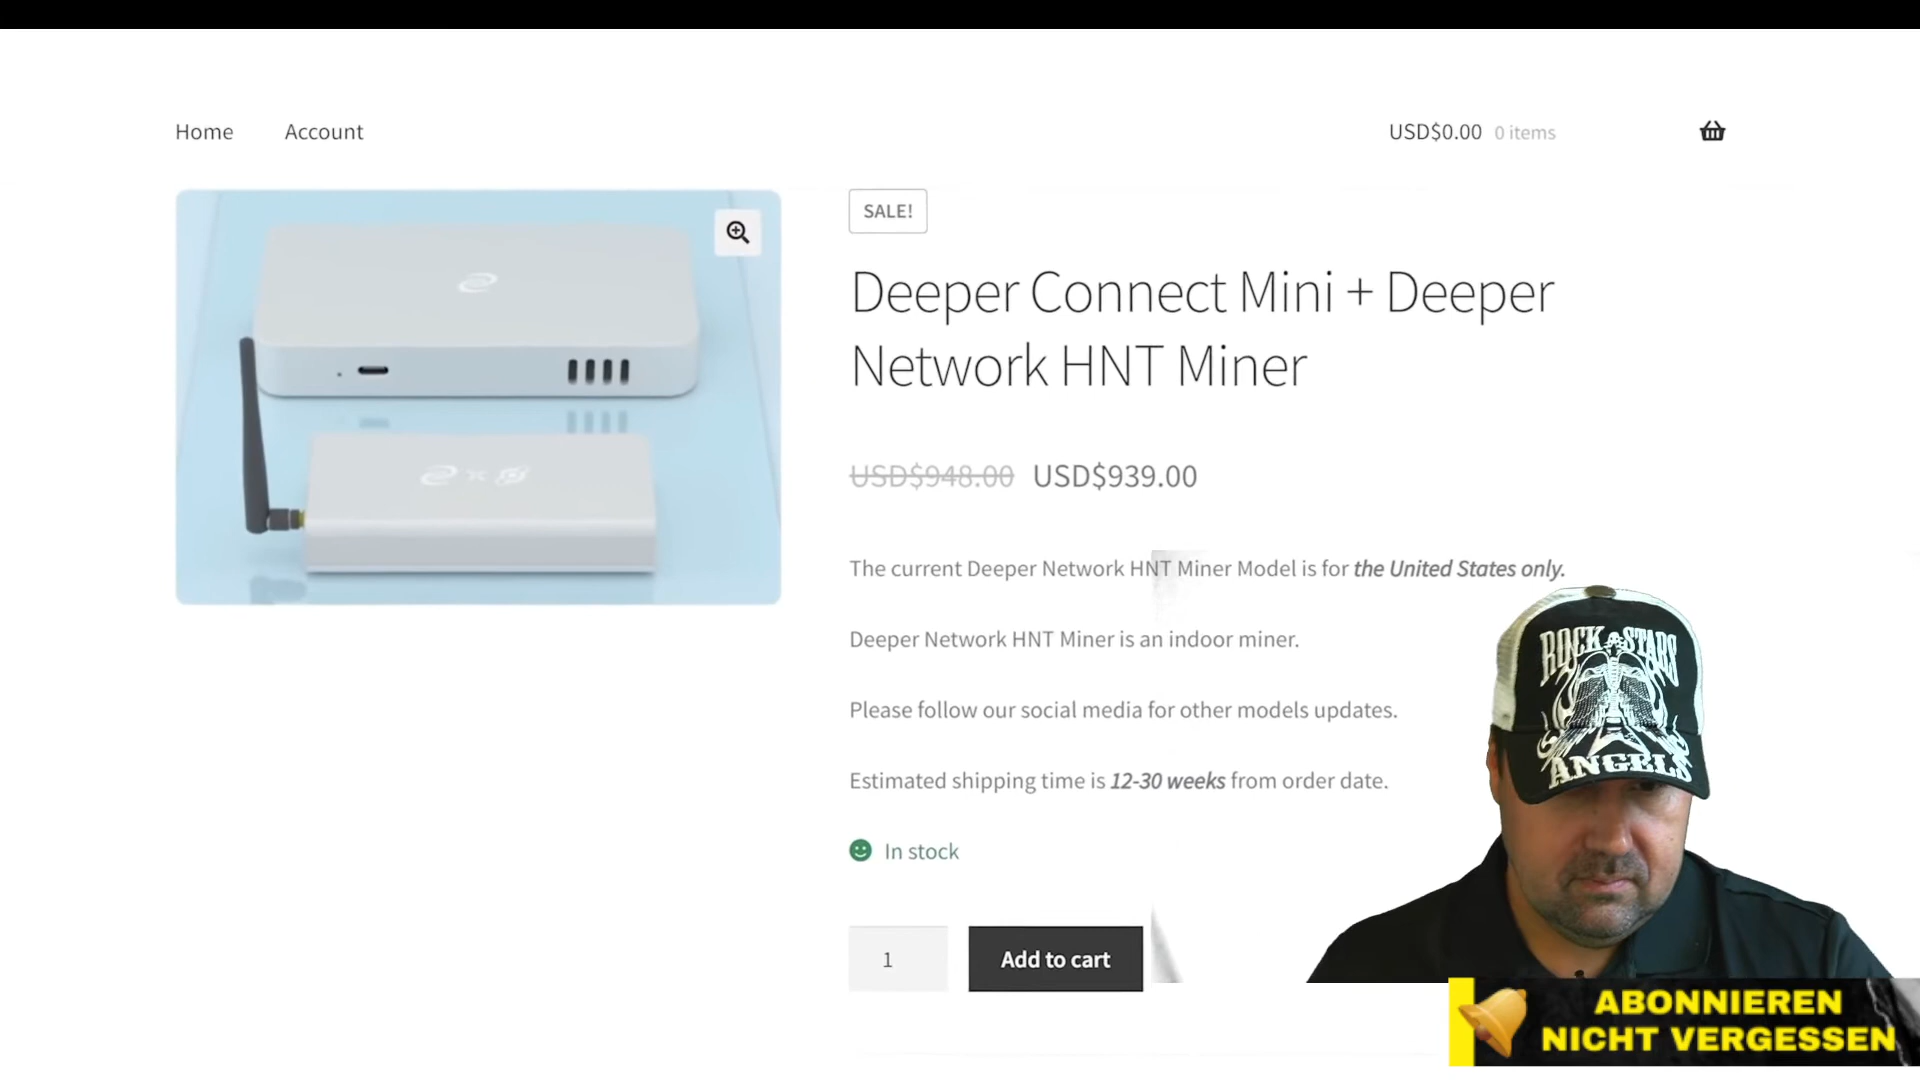 Home Account USD$0.00 0 items
SALE!
Deeper Connect Mini + Deeper
Network HNT Miner
USD$948.00 USD$939.00
The current Deeper Network HNT Miner Model is for the United States only.
Deeper Network HNT Miner is an indoor miner.
Please follow our social media for other models updates.
Estimated shipping time is 12-30 weeks from order date.
In stock
1 Add to cart
ROCK STARS
ANGELS
ABONNIEREN
NICHT VERGESSEN